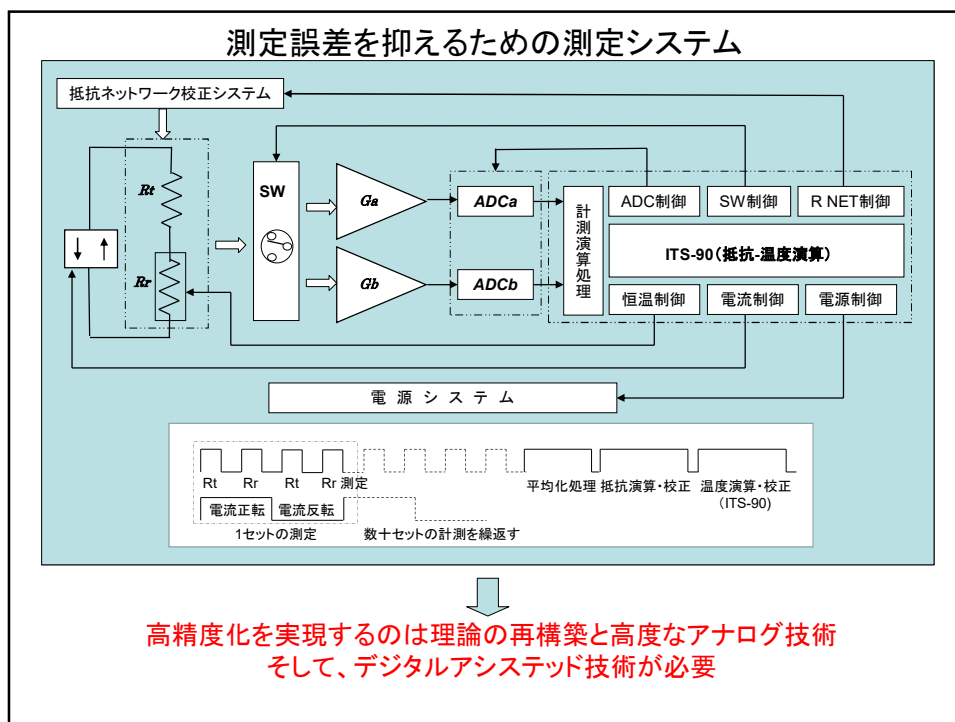 測定誤差を抑えるための測定システム
抵抗ネットワーク校正システム
Rt
Rr
SW
Ga
Gb
ADCa
ADCb
計測演算処理
ADC制御
SW制御
R NET制御
ITS-90(抵抗-温度演算)
恒温制御
電流制御
電源制御
電 源 シ ス テ ム
Rt Rr Rt Rr 測定
平均化処理 抵抗演算・校正 温度演算・校正
(ITS-90)
電流正転 電流反転
1セットの測定 数十セットの計測を繰返す
高精度化を実現するのは理論の再構築と高度なアナログ技術
そして、デジタルアシステッド技術が必要